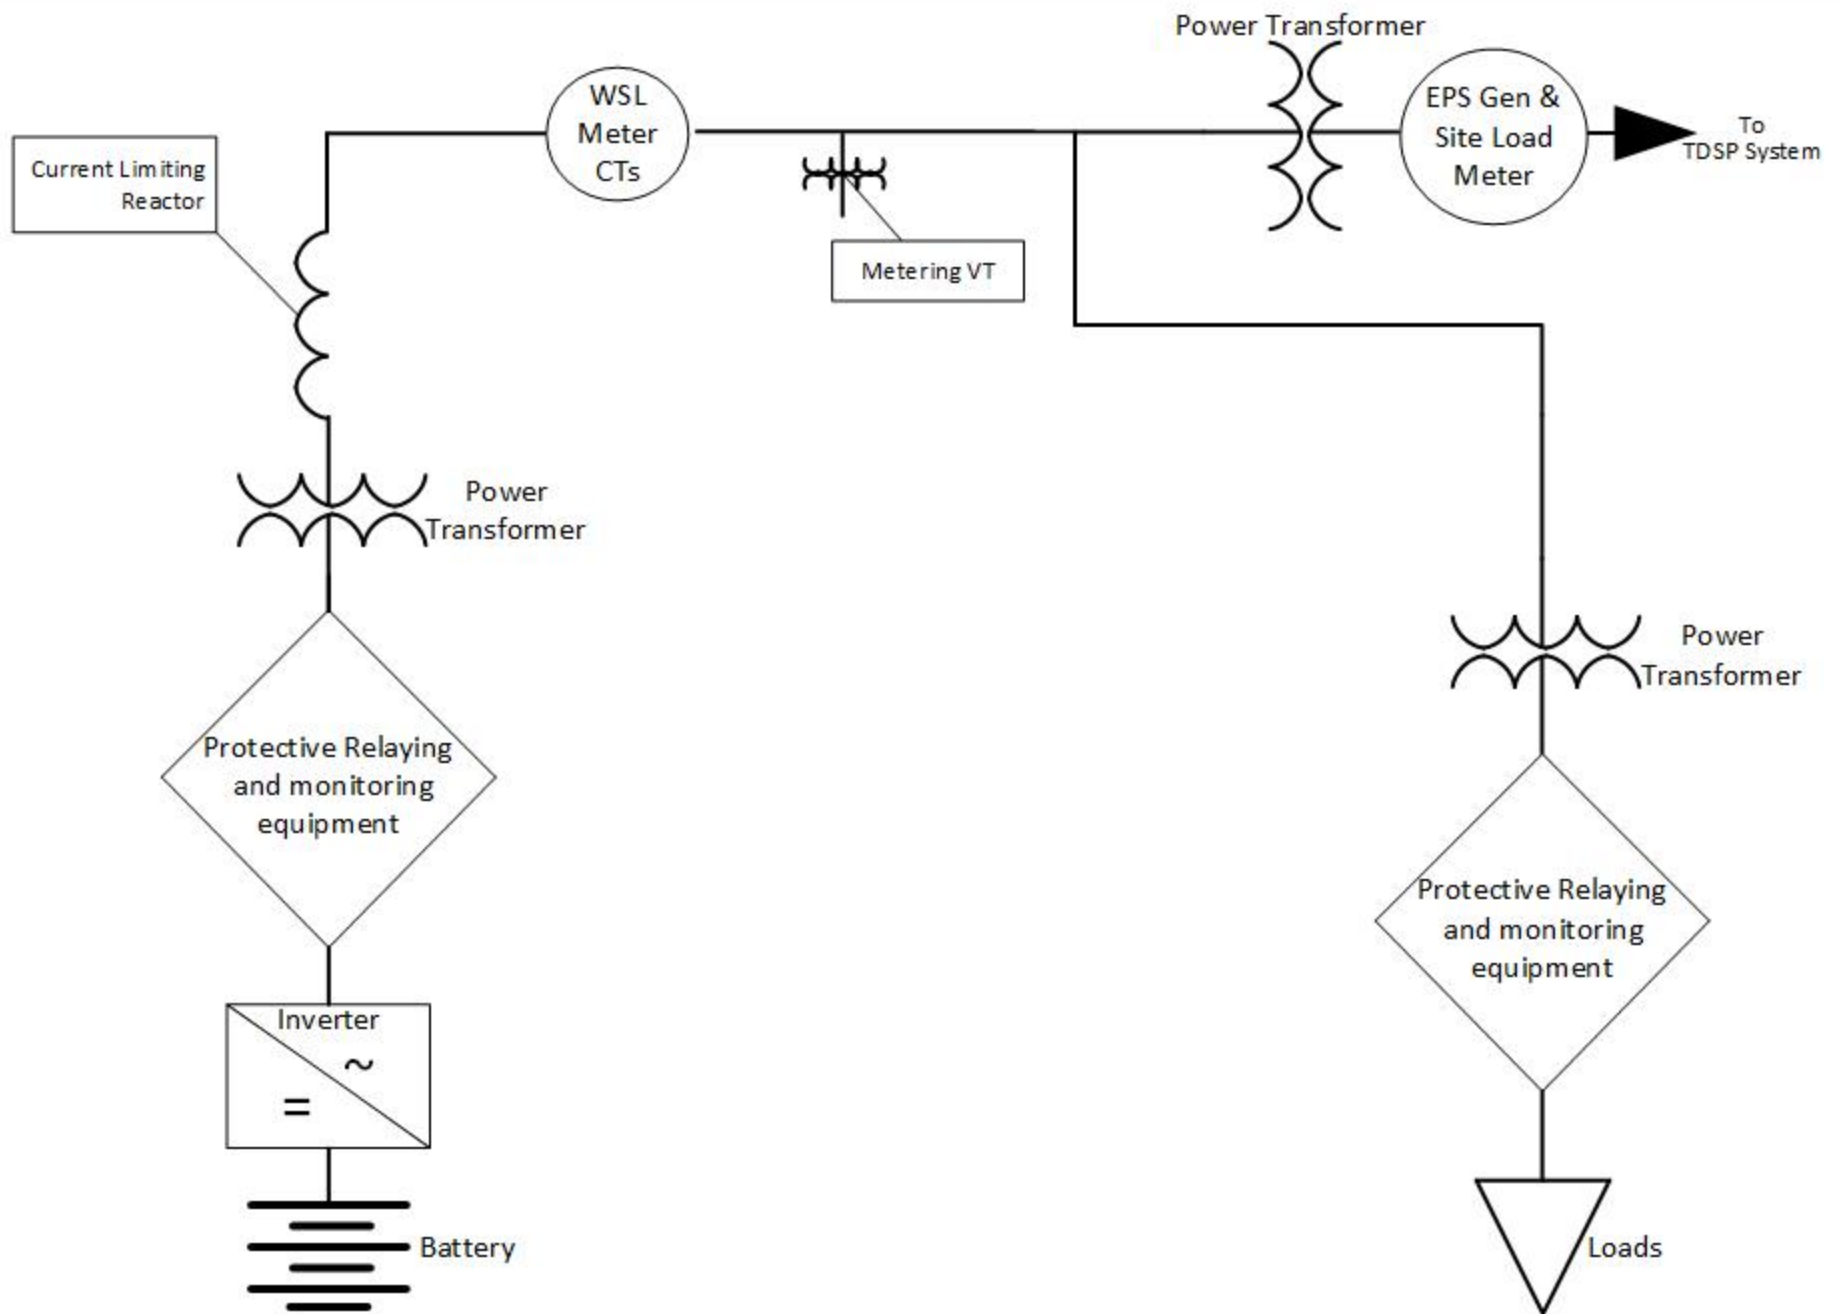 Power Transformer
WSL
Meter
CTs
EPS Gen &
Site Load
Meter
To
TDSP System
Current Limiting
Reactor
Metering VT
Power
Transformer
Power
Transformer
Protective Relaying
and monitoring
equipment
Protective Relaying
and monitoring
equipment
Inverter
~
=
Battery
Loads